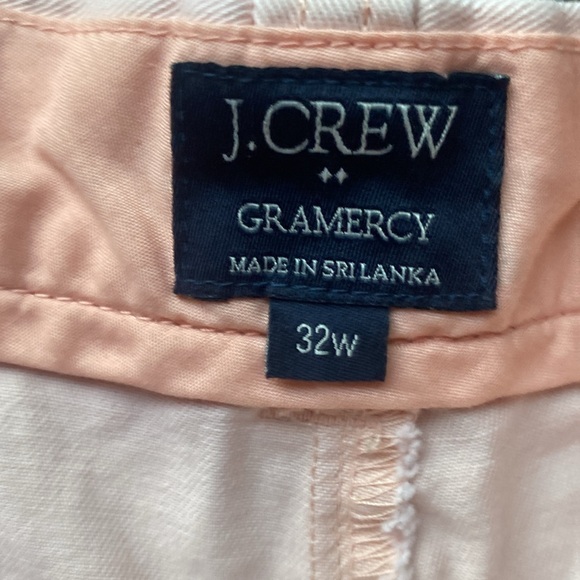 J.CREW
GRAMERCY
MADE IN SRI LANKA
32W